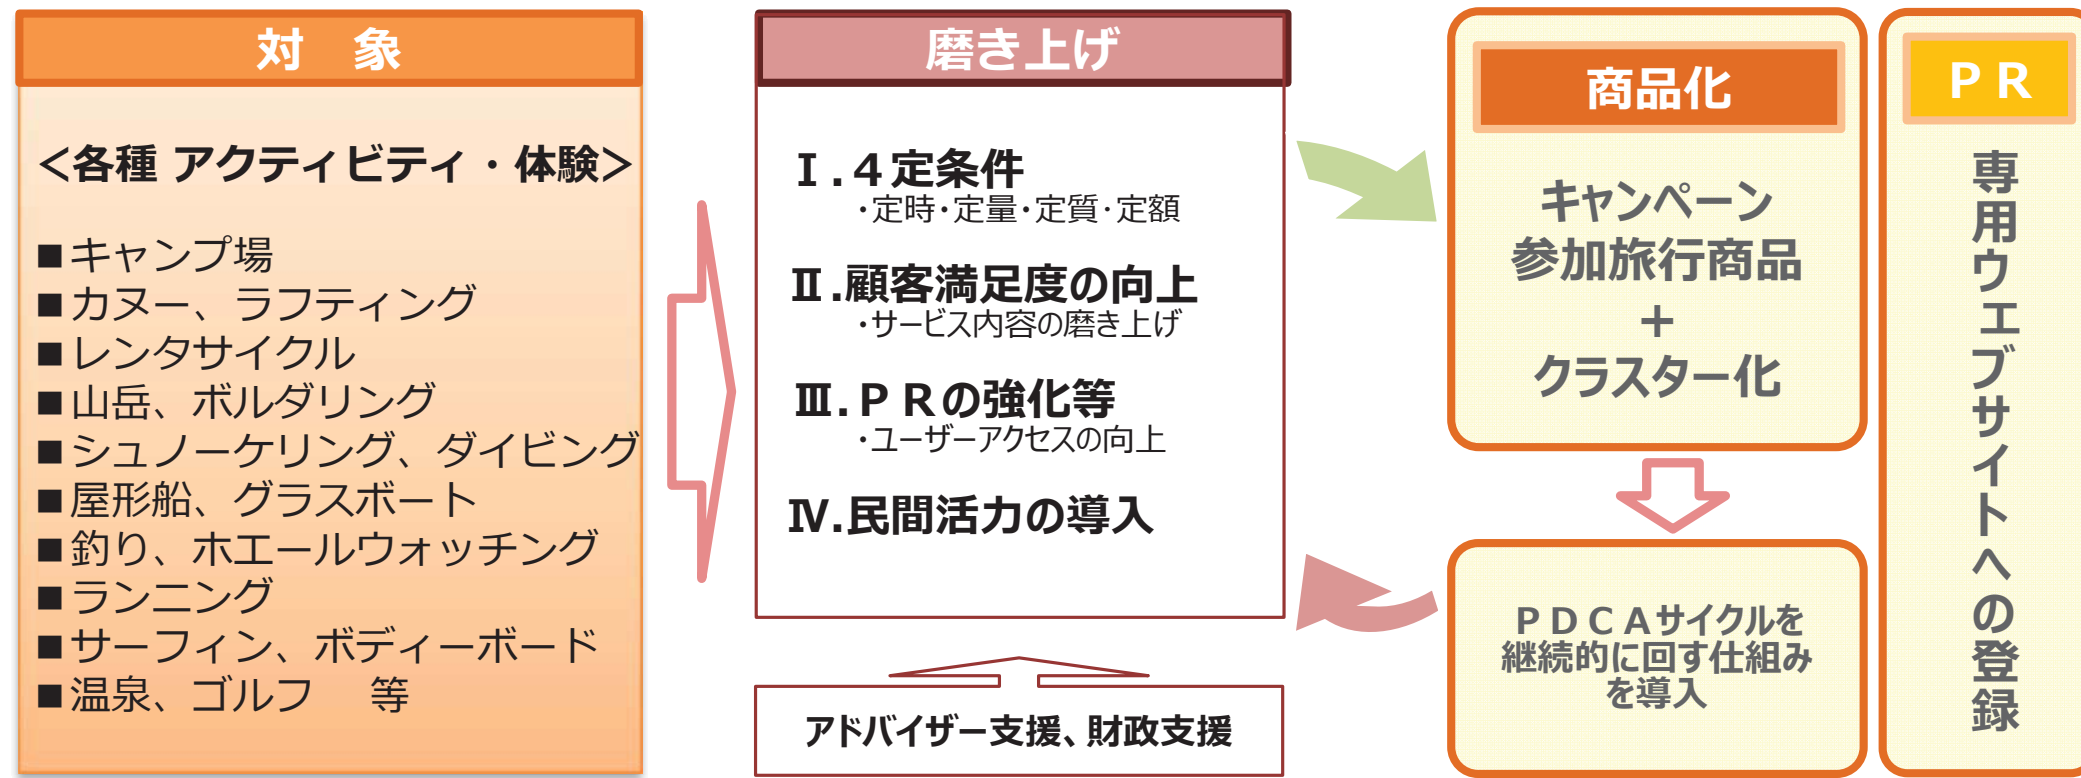 対　象
＜各種 アクティビティ・体験＞
■キャンプ場
■カヌー、ラフティング
■レンタサイクル
■山岳、ボルダリング
■シュノーケリング、ダイビング
■屋形船、グラスボート
■釣り、ホエールウォッチング
■ランニング
■サーフィン、ボディーボード
■温泉、ゴルフ　等
磨き上げ
Ⅰ.４定条件
・定時・定量・定質・定額
Ⅱ.顧客満足度の向上
・サービス内容の磨き上げ
Ⅲ.ＰＲの強化等
・ユーザーアクセスの向上
Ⅳ.民間活力の導入
アドバイザー支援、財政支援
商品化
キャンペーン
参加旅行商品
＋
クラスター化
ＰＤＣＡサイクルを
継続的に回す仕組み
を導入
ＰＲ
専用ウエブサイトへの登録